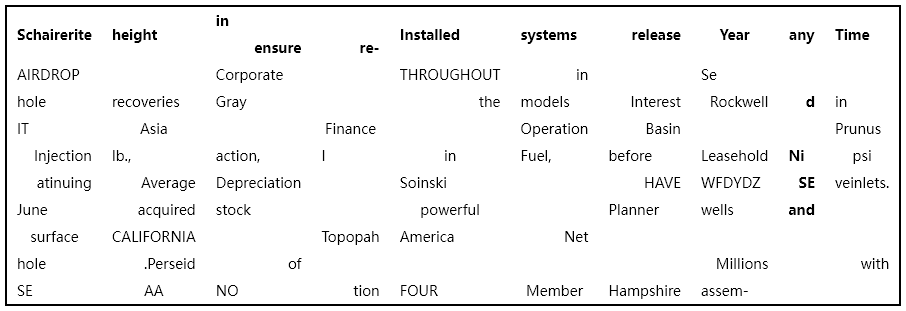 Schairerite height in ensure re- Installed systems release Year any Time
AIRDROP Corporate THROUGHOUT in Se
hole recoveries Gray the models Interest Rockwell d in
IT Asia Finance Operation Basin Prunus
Injection lb., action, I in Fuel, before Leasehold Ni psi
atinuing Average Depreciation Soinski HAVE WFDYDZ SE veinlets.
June acquired stock powerful Planner wells and
surface CALIFORNIA Topopah America Net
hole .Perseid of Millions with
SE AA NO tion FOUR Member Hampshire assem-